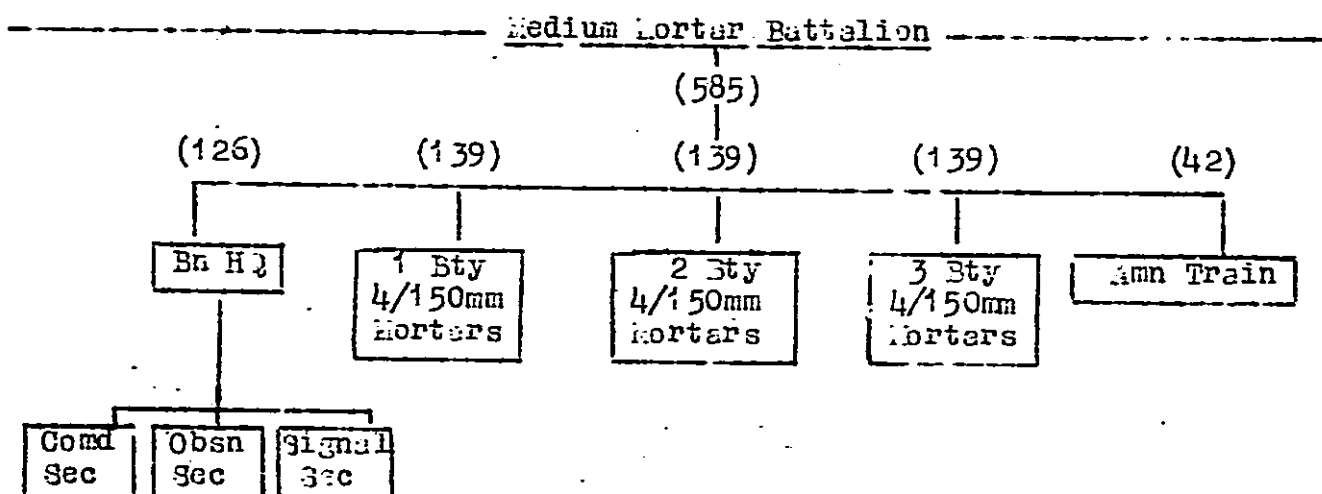 Medium Mortar Battalion
(585)
(126) (139) (139) (139) (42)
Bn HQ
1 Bty
4/150mm
Mortars
2 Bty
4/150mm
Mortars
3 Bty
4/150mm
Mortars
Amn Train
Comd
Sec
Obsn
Sec
Signal
Sec